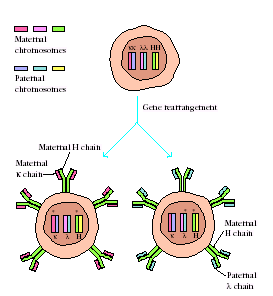 Maternal
chromosomes
Paternal
chromosomes
κκ λλ HH
Gene rearrangement
Maternal H chain
Maternal
κ chain
* *
κ λ H
* *
κ λ H
Maternal
H chain
Paternal
λ chain